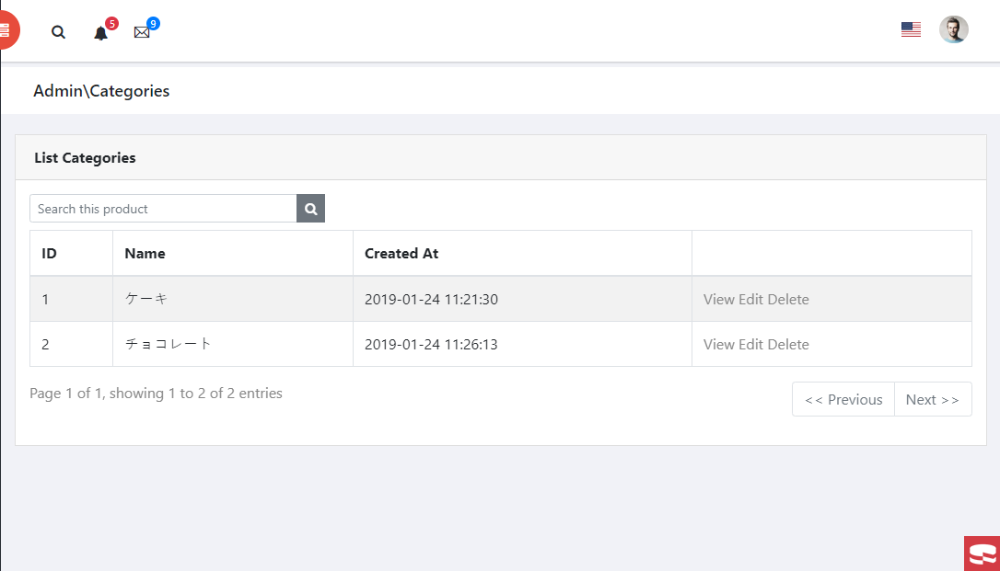 5
9
Admin\Categories
List Categories
Search this product
ID Name Created At
1 ケーキ 2019-01-24 11:21:30 View Edit Delete
2 チョコレート 2019-01-24 11:26:13 View Edit Delete
Page 1 of 1, showing 1 to 2 of 2 entries
<< Previous Next >>